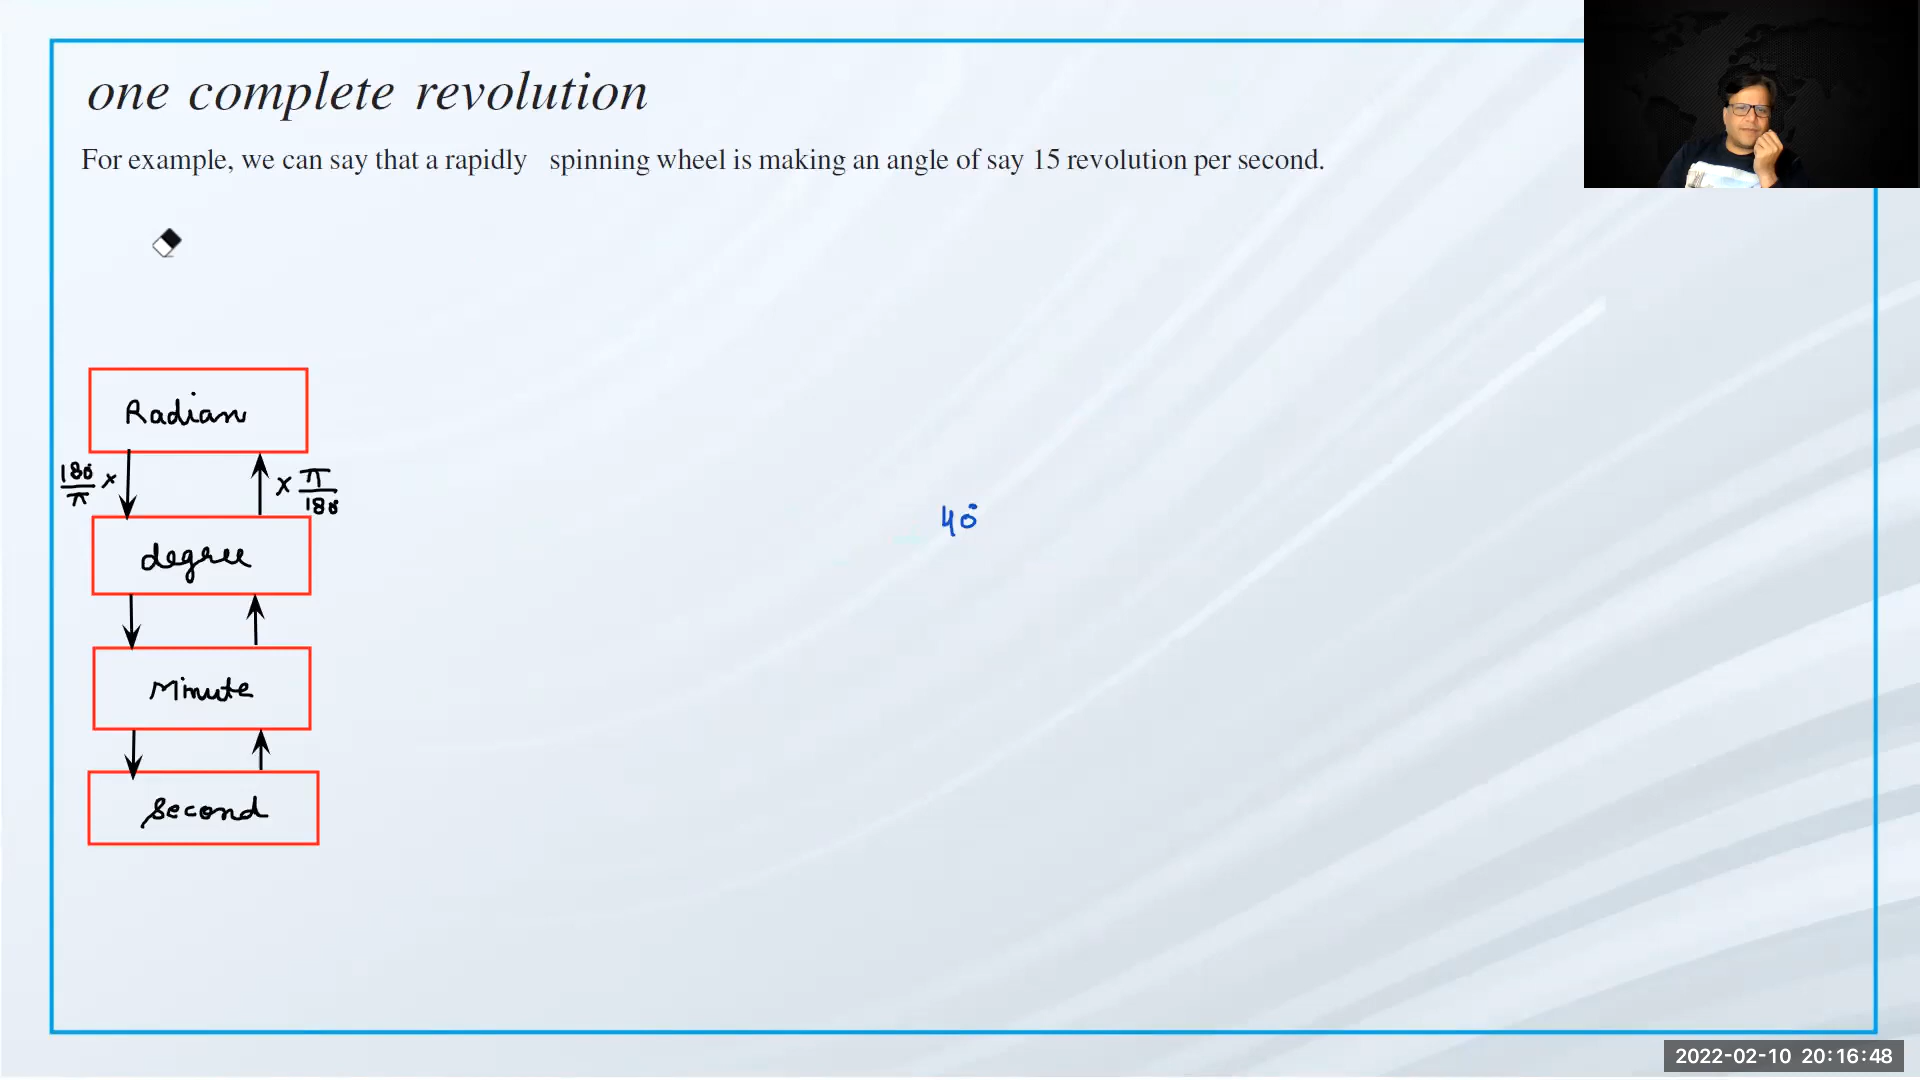 one complete revolution
For example, we can say that a rapidly spinning wheel is making an angle of say 15 revolution per second.
Radian
180°/π ×
× π/180°
degree
40°
Minute
Second
2022-02-10 20:16:48